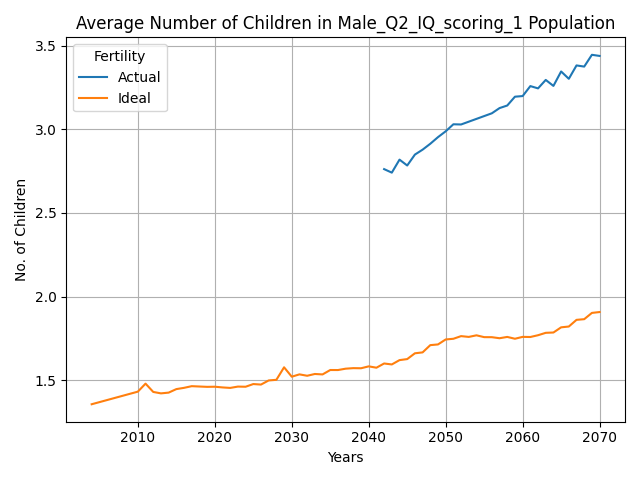 Average Number of Children in Male_Q2_IQ_scoring_1 Population
Fertility
Actual
Ideal
No. of Children
3.5
3.0
2.5
2.0
1.5
2010 2020 2030 2040 2050 2060 2070
Years